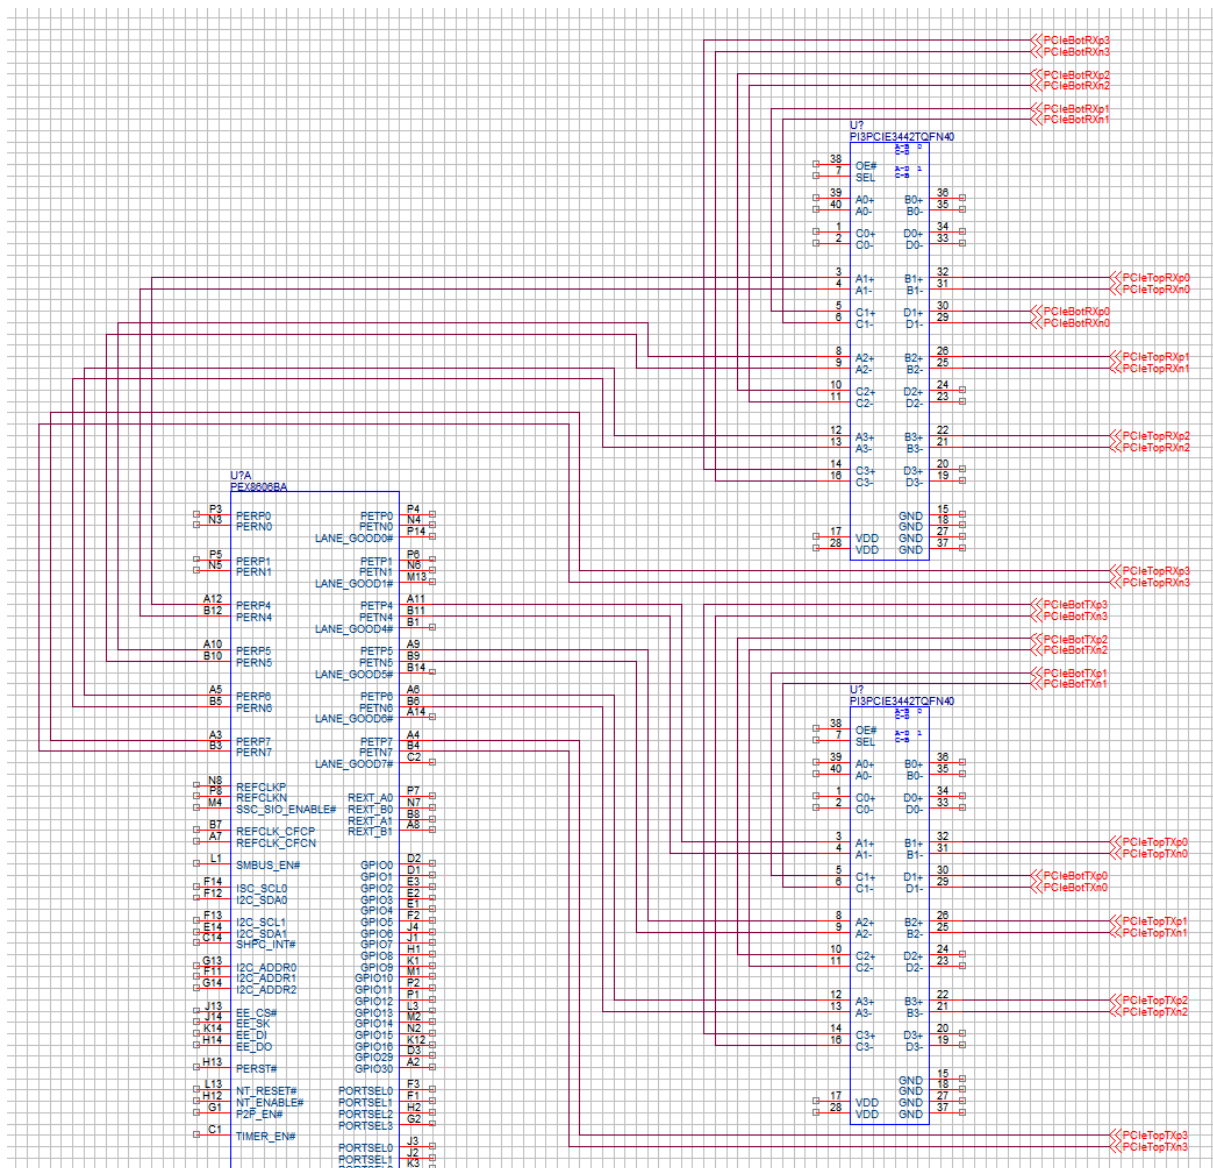 PCIeBotRXp3
PCIeBotRXn3
PCIeBotRXp2
PCIeBotRXn2
PCIeBotRXp1
PCIeBotRXn1
U?
PI3PCIE3442TQFN40
38 OE#
7 SEL
39 A0+ B0+ 36
40 A0- B0- 35
1 C0+ D0+ 34
2 C0- D0- 33
3 A1+ B1+ 32 PCIeTopRXp0
4 A1- B1- 31 PCIeTopRXn0
5 C1+ D1+ 30 PCIeBotRXp0
6 C1- D1- 29 PCIeBotRXn0
8 A2+ B2+ 26 PCIeTopRXp1
9 A2- B2- 25 PCIeTopRXn1
10 C2+ D2+ 24
11 C2- D2- 23
12 A3+ B3+ 22 PCIeTopRXp2
13 A3- B3- 21 PCIeTopRXn2
14 C3+ D3+ 20
16 C3- D3- 19
GND 15
GND 18
17 VDD GND 27
28 VDD GND 37
PCIeTopRXp3
PCIeTopRXn3
U?A
PEX8606BA
P3 PERP0 PETP0 P4
N3 PERN0 PETN0 N4
LANE_GOOD0# P14
P5 PERP1 PETP1 P6
N5 PERN1 PETN1 N6
LANE_GOOD1# M13
A12 PERP4 PETP4 A11
B12 PERN4 PETN4 B11
LANE_GOOD4# B1
A10 PERP5 PETP5 A9
B10 PERN5 PETN5 B9
LANE_GOOD5# B14
A5 PERP6 PETP6 A6
B5 PERN6 PETN6 B6
LANE_GOOD6# A14
A3 PERP7 PETP7 A4
B3 PERN7 PETN7 B4
LANE_GOOD7# C2
N8 REFCLKP
P8 REFCLKN REXT_A0 P7
M4 SSC_SIO_ENABLE# REXT_B0 N7
REXT_A1 B8
B7 REFCLK_CFCP REXT_B1 A8
A7 REFCLK_CFCN
L1 SMBUS_EN# GPIO0 D2
GPIO1 D1
F14 ISC_SCL0 GPIO2 E3
F12 I2C_SDA0 GPIO3 E2
GPIO4 E1
F13 I2C_SCL1 GPIO5 F2
E14 I2C_SDA1 GPIO6 J4
C14 SHPC_INT# GPIO7 J1
GPIO8 H1
G13 I2C_ADDR0 GPIO9 K1
F11 I2C_ADDR1 GPIO10 M1
G14 I2C_ADDR2 GPIO11 P2
GPIO12 P1
J13 EE_CS# GPIO13 L3
J14 EE_SK GPIO14 M2
K14 EE_DI GPIO15 N2
H14 EE_DO GPIO16 K12
GPIO29 D3
H13 PERST# GPIO30 A2
L13 NT_RESET# PORTSEL0 F3
H12 NT_ENABLE# PORTSEL1 F1
G1 P2P_EN# PORTSEL2 H2
PORTSEL3 G2
C1 TIMER_EN#
PORTSEL0 J3
PORTSEL1 J2
K3
PCIeBotTXp3
PCIeBotTXn3
PCIeBotTXp2
PCIeBotTXn2
PCIeBotTXp1
PCIeBotTXn1
U?
PI3PCIE3442TQFN40
38 OE#
7 SEL
39 A0+ B0+ 36
40 A0- B0- 35
1 C0+ D0+ 34
2 C0- D0- 33
3 A1+ B1+ 32 PCIeTopTXp0
4 A1- B1- 31 PCIeTopTXn0
5 C1+ D1+ 30 PCIeBotTXp0
6 C1- D1- 29 PCIeBotTXn0
8 A2+ B2+ 26 PCIeTopTXp1
9 A2- B2- 25 PCIeTopTXn1
10 C2+ D2+ 24
11 C2- D2- 23
12 A3+ B3+ 22 PCIeTopTXp2
13 A3- B3- 21 PCIeTopTXn2
14 C3+ D3+ 20
16 C3- D3- 19
GND 15
GND 18
17 VDD GND 27
28 VDD GND 37
PCIeTopTXp3
PCIeTopTXn3